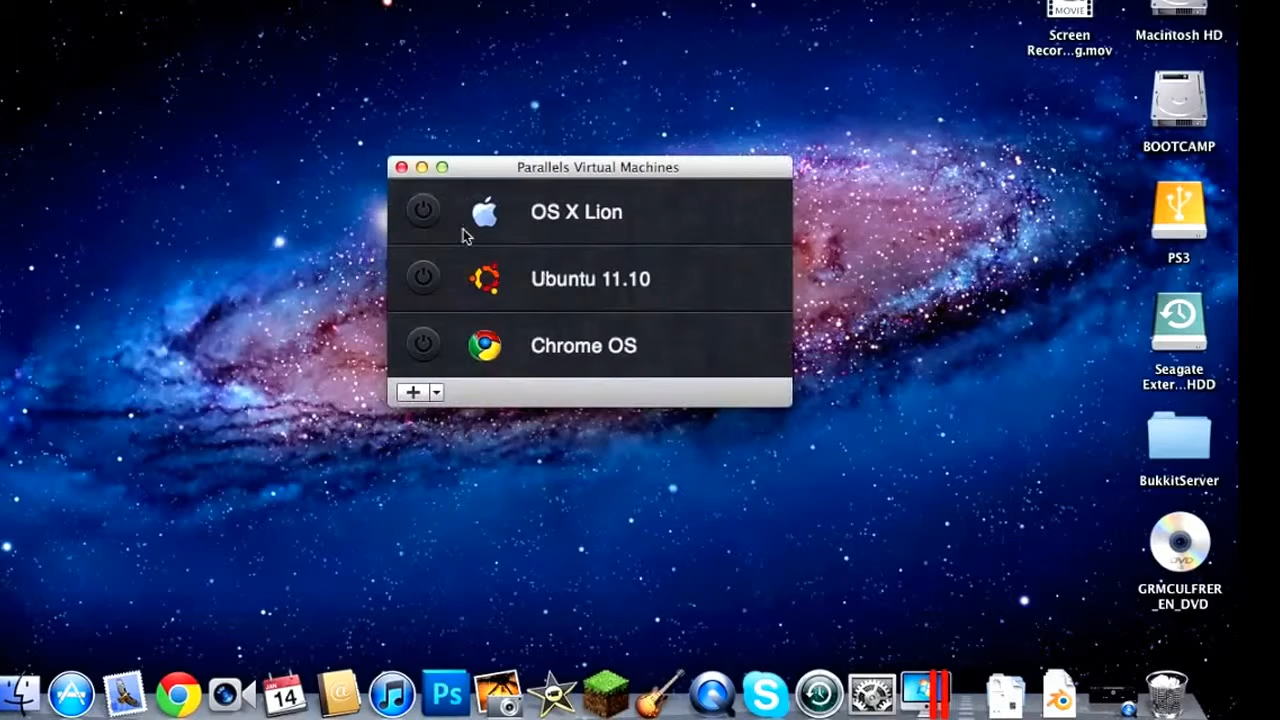 MOVIE
Screen
Recor...g.mov
Macintosh HD
BOOTCAMP
PS3
Seagate
Exter...HDD
BukkitServer
DVD
GRMCULFRER
_EN_DVD
Parallels Virtual Machines
OS X Lion
Ubuntu 11.10
Chrome OS
JAN
14
@
Ps
S